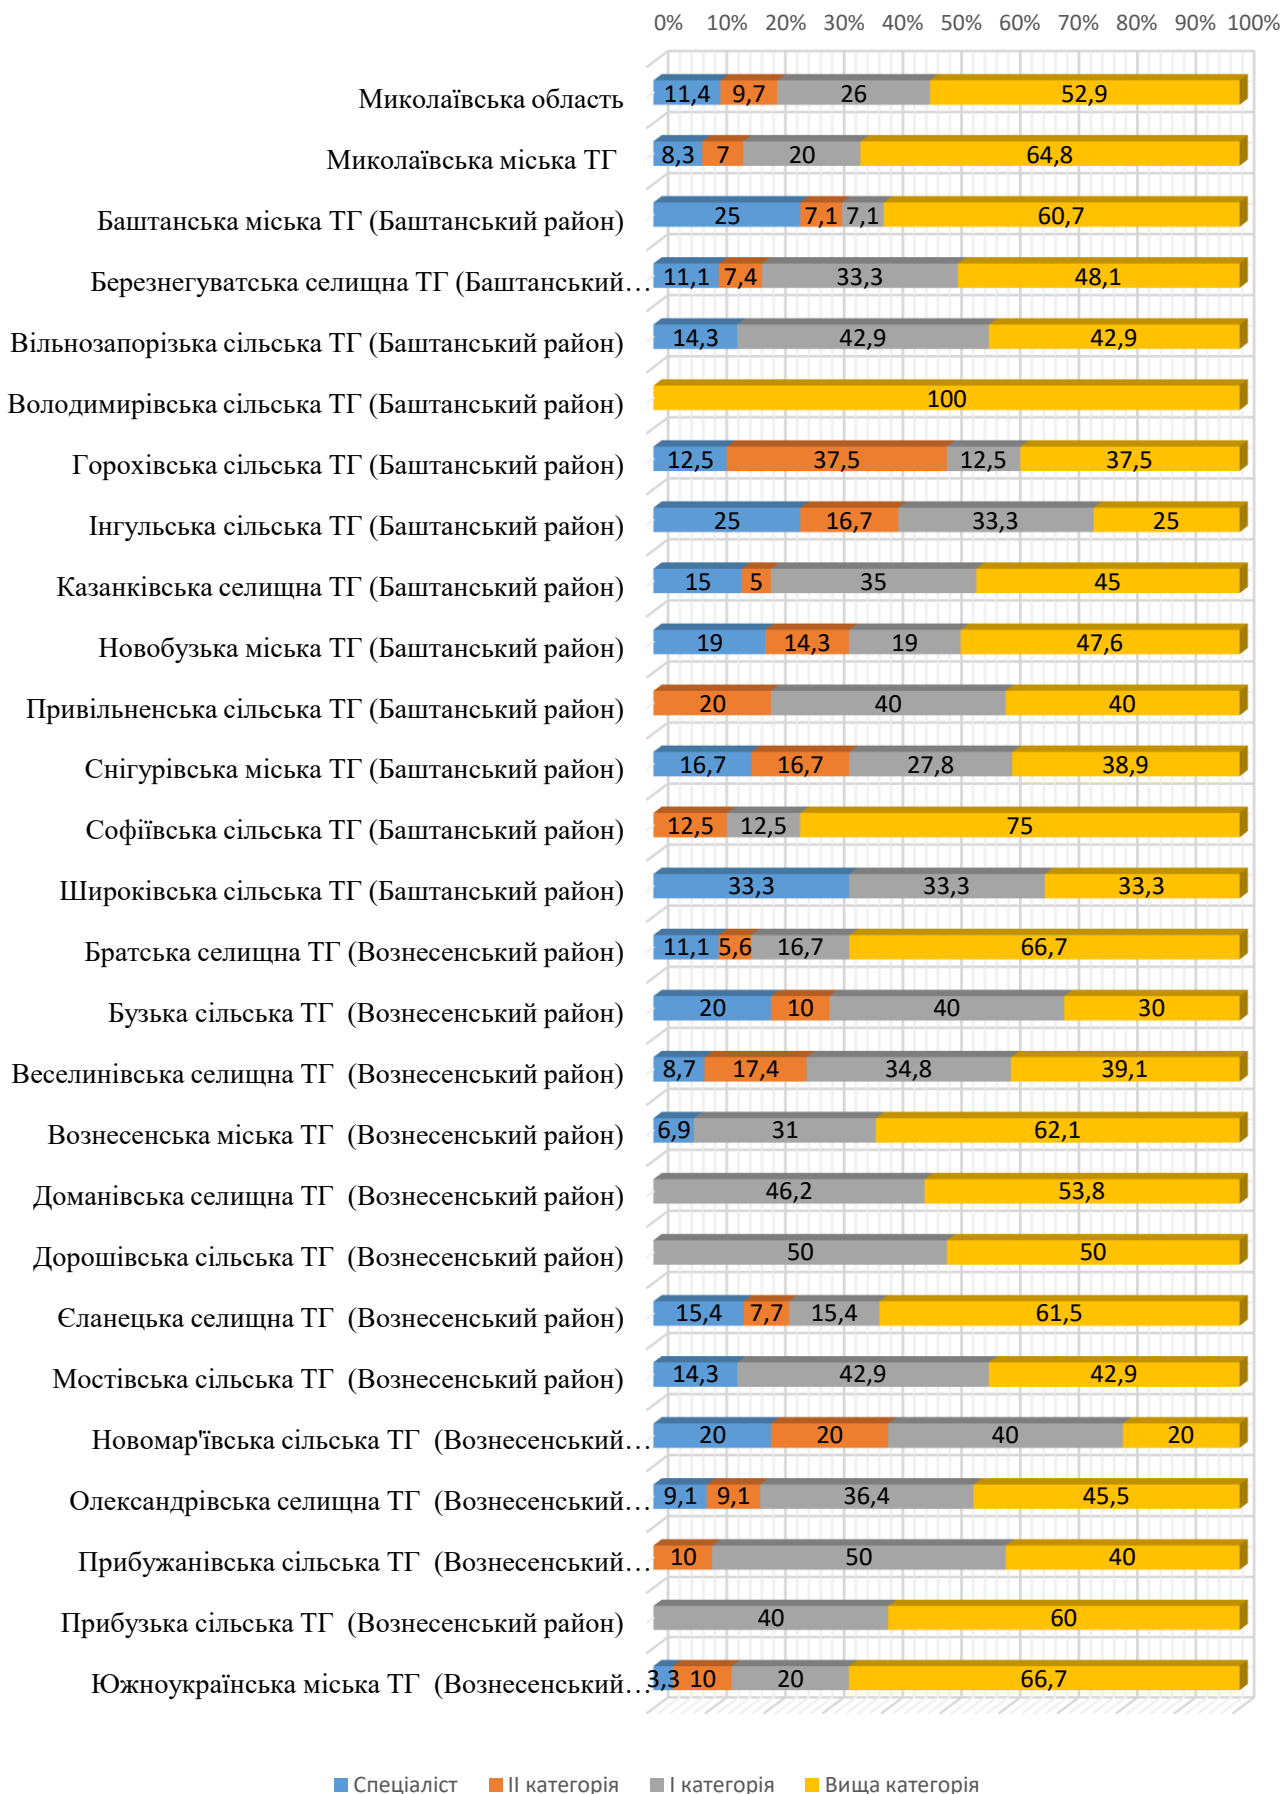 0% 10% 20% 30% 40% 50% 60% 70% 80% 90% 100%
Миколаївська область 11,4 9,7 26 52,9
Миколаївська міська ТГ 8,3 7 20 64,8
Баштанська міська ТГ (Баштанський район) 25 7,1 7,1 60,7
Березнегуватська селищна ТГ (Баштанський… 11,1 7,4 33,3 48,1
Вільнозапорізька сільська ТГ (Баштанський район) 14,3 42,9 42,9
Володимирівська сільська ТГ (Баштанський район) 100
Горохівська сільська ТГ (Баштанський район) 12,5 37,5 12,5 37,5
Інгульська сільська ТГ (Баштанський район) 25 16,7 33,3 25
Казанківська селищна ТГ (Баштанський район) 15 5 35 45
Новобузька міська ТГ (Баштанський район) 19 14,3 19 47,6
Привільненська сільська ТГ (Баштанський район) 20 40 40
Снігурівська міська ТГ (Баштанський район) 16,7 16,7 27,8 38,9
Софіївська сільська ТГ (Баштанський район) 12,5 12,5 75
Широківська сільська ТГ (Баштанський район) 33,3 33,3 33,3
Братська селищна ТГ (Вознесенський район) 11,1 5,6 16,7 66,7
Бузька сільська ТГ (Вознесенський район) 20 10 40 30
Веселинівська селищна ТГ (Вознесенський район) 8,7 17,4 34,8 39,1
Вознесенська міська ТГ (Вознесенський район) 6,9 31 62,1
Доманівська селищна ТГ (Вознесенський район) 46,2 53,8
Дорошівська сільська ТГ (Вознесенський район) 50 50
Єланецька селищна ТГ (Вознесенський район) 15,4 7,7 15,4 61,5
Мостівська сільська ТГ (Вознесенський район) 14,3 42,9 42,9
Новомар'ївська сільська ТГ (Вознесенський… 20 20 40 20
Олександрівська селищна ТГ (Вознесенський… 9,1 9,1 36,4 45,5
Прибужанівська сільська ТГ (Вознесенський… 10 50 40
Прибузька сільська ТГ (Вознесенський район) 40 60
Южноукраїнська міська ТГ (Вознесенський… 3,3 10 20 66,7
Спеціаліст ІІ категорія І категорія Вища категорія